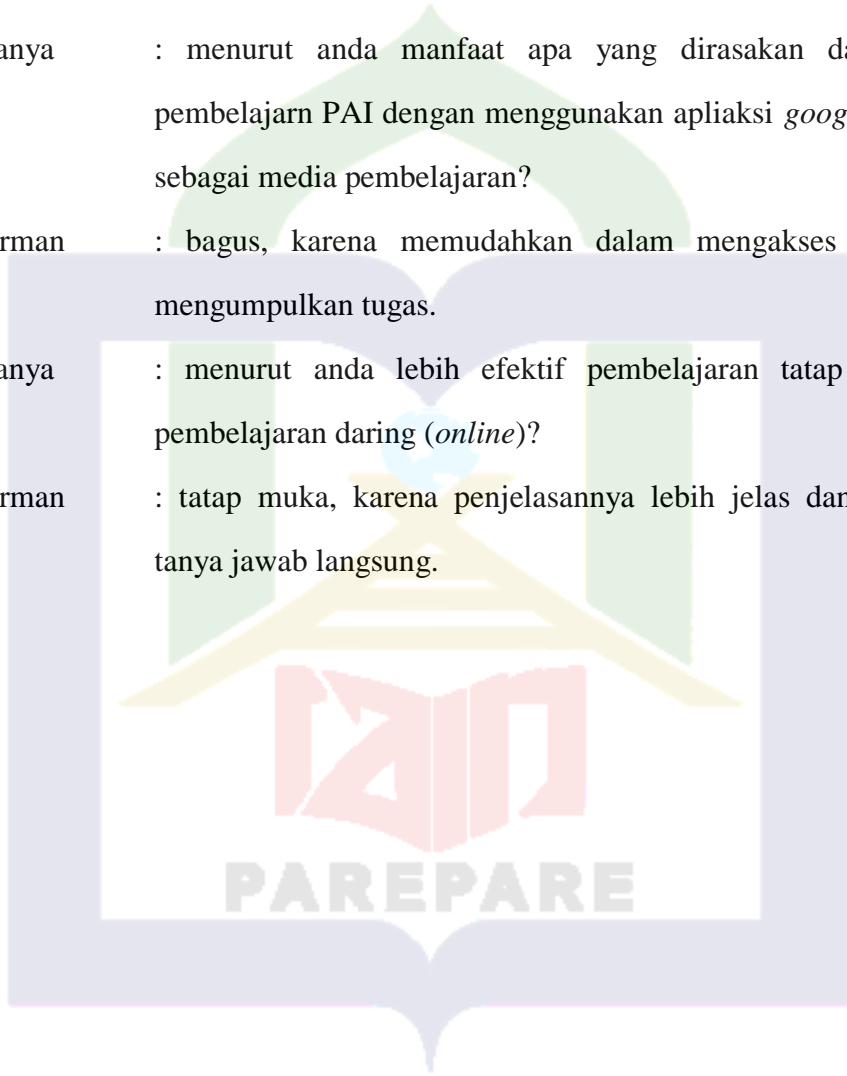 anya : menurut anda manfaat apa yang dirasakan da
pembelajarn PAI dengan menggunakan apliaksi goog
sebagai media pembelajaran?
rman : bagus, karena memudahkan dalam mengakses
mengumpulkan tugas.
anya : menurut anda lebih efektif pembelajaran tatap
pembelajaran daring (online)?
rman : tatap muka, karena penjelasannya lebih jelas dan
tanya jawab langsung.
iain
PAREPARE